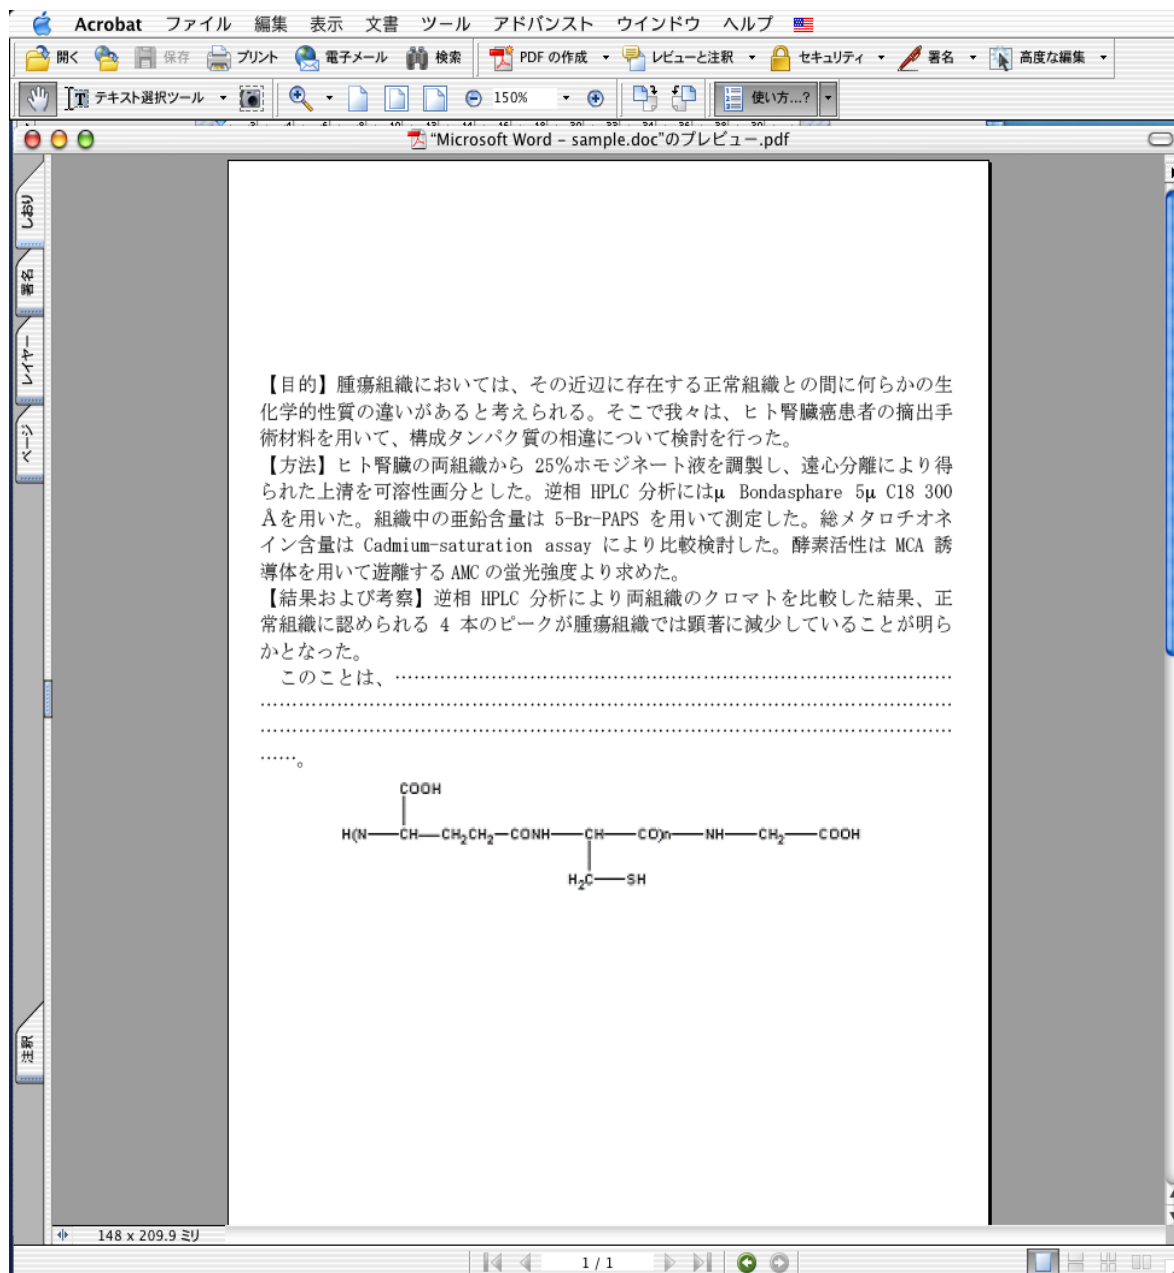 Acrobat ファイル 編集 表示 文書 ツール アドバンスト ウインドウ ヘルプ
開く 保存 プリント 電子メール 検索 PDF の作成 レビューと注釈 セキュリティ 署名 高度な編集
テキスト選択ツール 150% 使い方...?
"Microsoft Word – sample.doc"のプレビュー.pdf
しおり
署名
レイヤー
ページ
注釈
【目的】腫瘍組織においては、その近辺に存在する正常組織との間に何らかの生
化学的性質の違いがあると考えられる。そこで我々は、ヒト腎臓癌患者の摘出手
術材料を用いて、構成タンパク質の相違について検討を行った。
【方法】ヒト腎臓の両組織から 25%ホモジネート液を調製し、遠心分離により得
られた上清を可溶性画分とした。逆相 HPLC 分析にはμ Bondasphare 5μ C18 300
Åを用いた。組織中の亜鉛含量は 5-Br-PAPS を用いて測定した。総メタロチオネ
イン含量は Cadmium-saturation assay により比較検討した。酵素活性は MCA 誘
導体を用いて遊離する AMC の蛍光強度より求めた。
【結果および考察】逆相 HPLC 分析により両組織のクロマトを比較した結果、正
常組織に認められる 4 本のピークが腫瘍組織では顕著に減少していることが明ら
かとなった。
このことは、……………………………………………………………………………
………………………………………………………………………………………………
………………………………………………………………………………………………
……。
COOH
H(N—CH—CH₂CH₂—CONH—CH—CO)n—NH—CH₂—COOH
H₂C—SH
148 x 209.9 ミリ
1 / 1